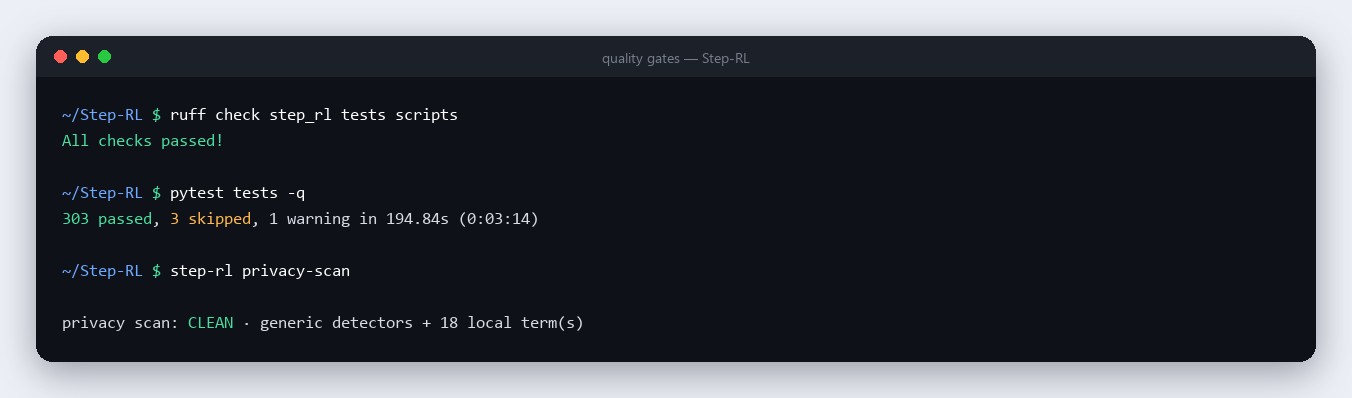 quality gates — Step-RL
~/Step-RL $ ruff check step_rl tests scripts
All checks passed!
~/Step-RL $ pytest tests -q
303 passed, 3 skipped, 1 warning in 194.84s (0:03:14)
~/Step-RL $ step-rl privacy-scan
privacy scan: CLEAN · generic detectors + 18 local term(s)